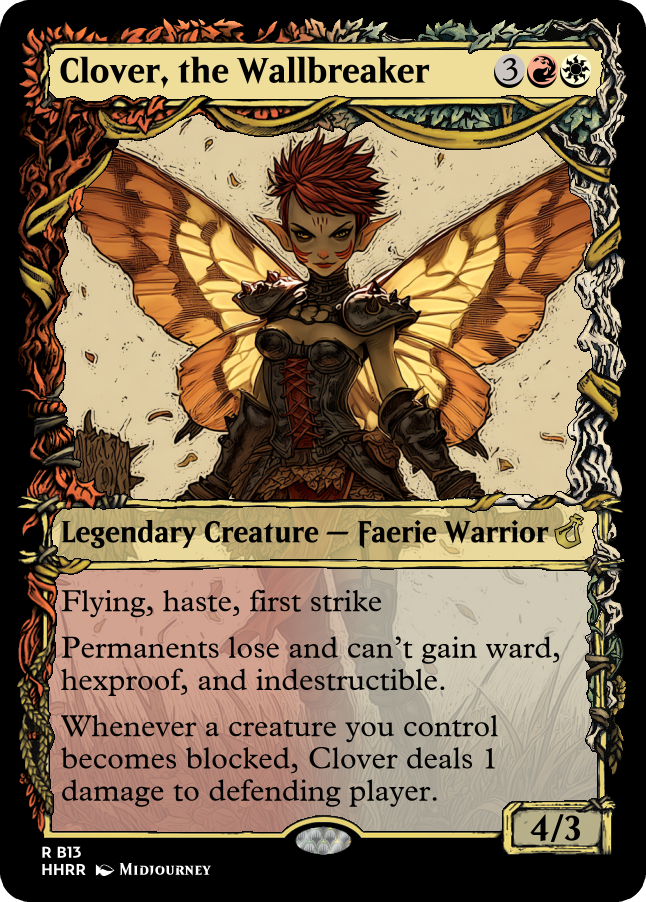 Clover, the Wallbreaker 3
Legendary Creature — Faerie Warrior
Flying, haste, first strike
Permanents lose and can’t gain ward,
hexproof, and indestructible.
Whenever a creature you control
becomes blocked, Clover deals 1
damage to defending player.
4/3
R B13
HHRR Midjourney